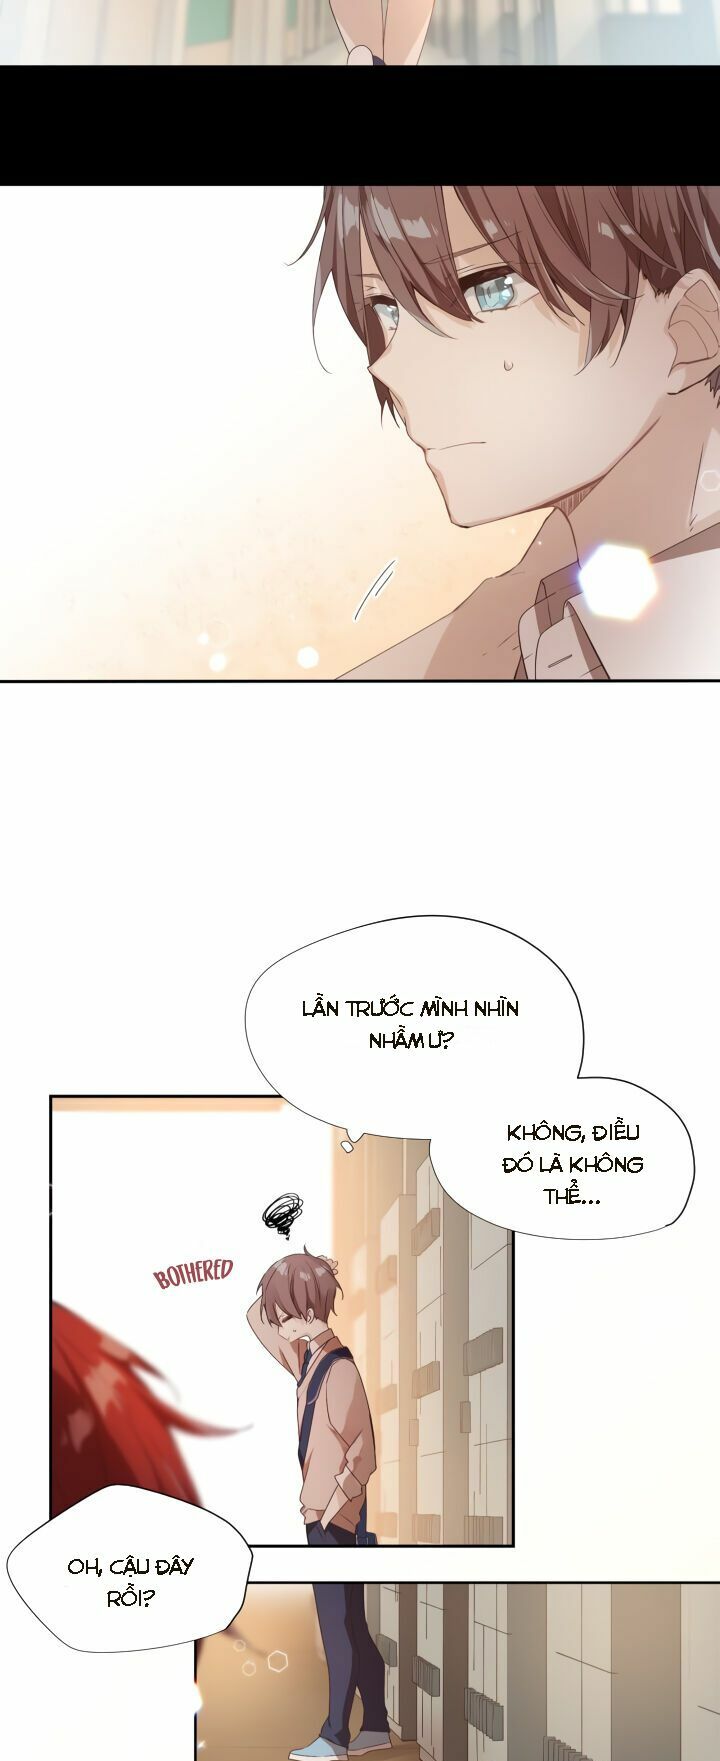 LẦN TRƯỚC MÌNH NHÌN
NHẦM Ư?
KHÔNG, ĐIỀU
ĐÓ LÀ KHÔNG
THỂ...
BOTHERED
OH, CẬU ĐÂY
RỒI?